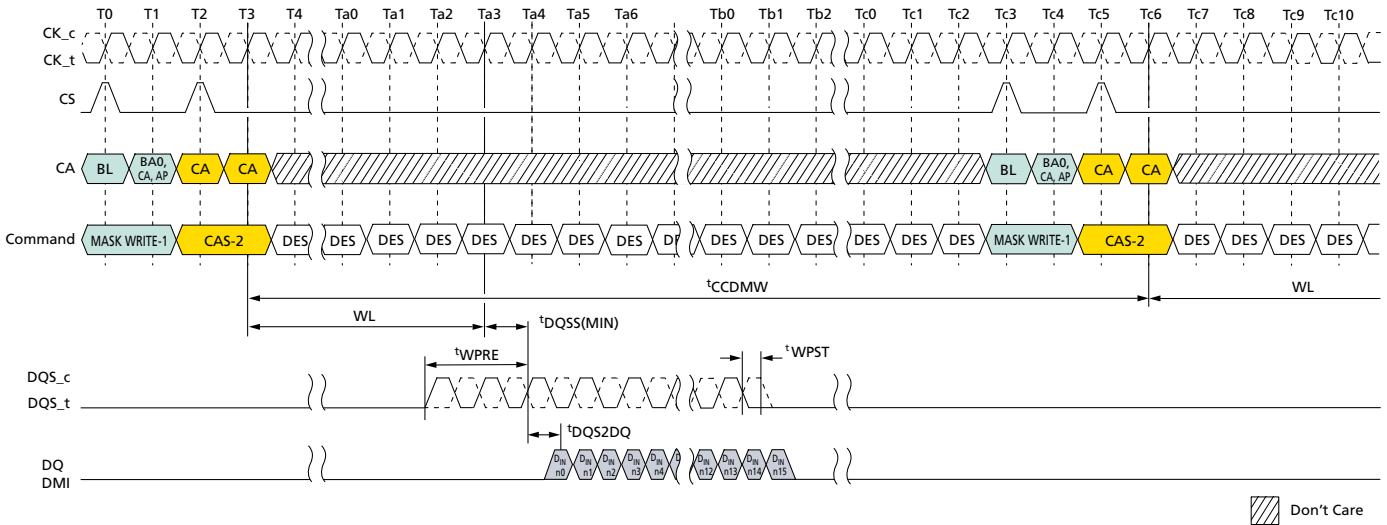 T0 T1 T2 T3 T4 Ta0 Ta1 Ta2 Ta3 Ta4 Ta5 Ta6 Tb0 Tb1 Tb2 Tc0 Tc1 Tc2 Tc3 Tc4 Tc5 Tc6 Tc7 Tc8 Tc9 Tc10
CK_c
CK_t
CS
CA BL BA0, CA, AP CA CA BL BA0, CA, AP CA CA
Command MASK WRITE-1 CAS-2 DES DES DES DES DES DES DES DES DES DES DES DES DES DES MASK WRITE-1 CAS-2 DES DES DES DES
tCCDMW WL
WL tDQSS(MIN)
tWPRE tWPST
DQS_c
DQS_t
tDQS2DQ
DQ DIN n0 DIN n1 DIN n2 DIN n3 DIN n4 DIN n12 DIN n13 DIN n14 DIN n15
DMI
Don't Care